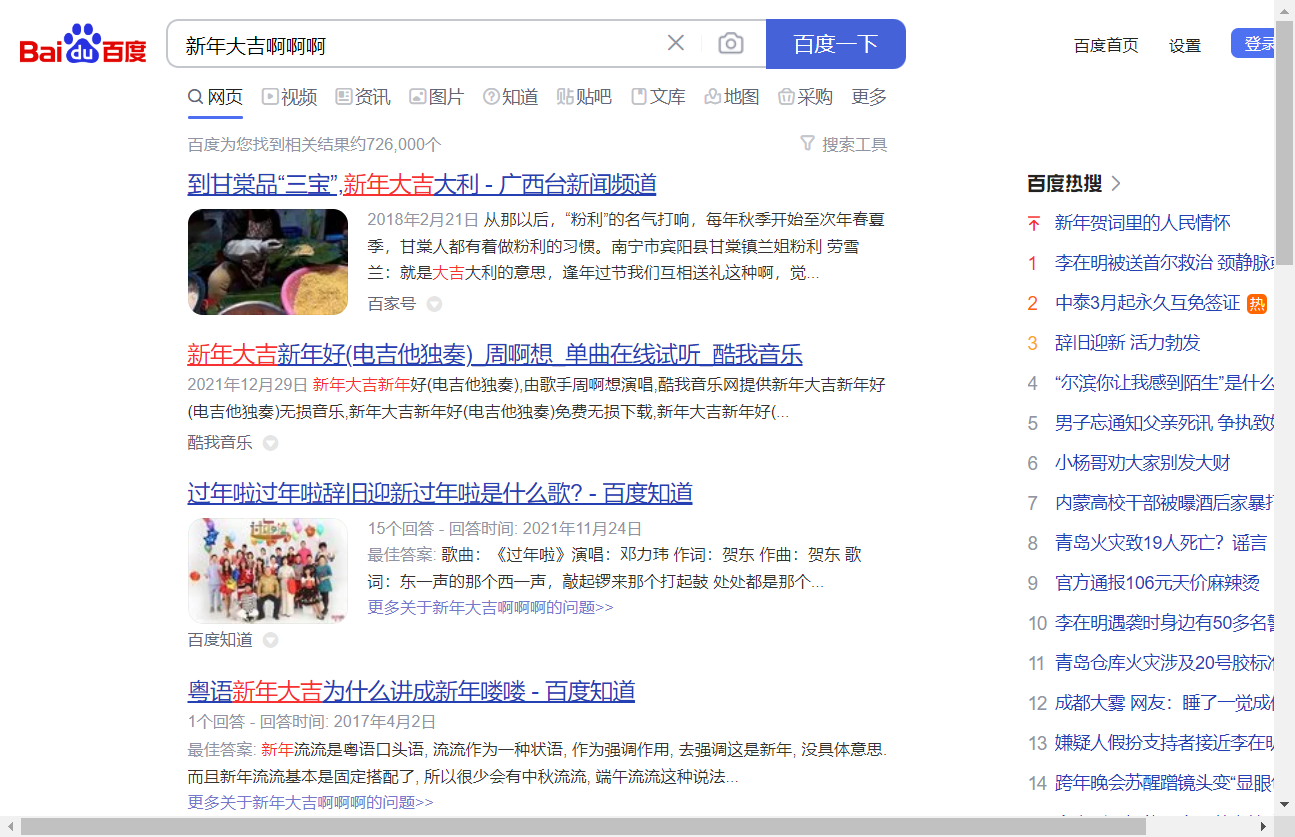 Bai du 百度
新年大吉啊啊啊
百度一下
百度首页 设置 登录
网页 视频 资讯 图片 知道 贴吧 文库 地图 采购 更多
百度为您找到相关结果约726,000个
搜索工具
到甘棠品“三宝”,新年大吉大利 - 广西台新闻频道
2018年2月21日 从那以后，“粉利”的名气打响，每年秋季开始至次年春夏
季，甘棠人都有着做粉利的习惯。南宁市宾阳县甘棠镇兰姐粉利 劳雪
兰：就是大吉大利的意思，逢年过节我们互相送礼这种啊，觉...
百家号
新年大吉新年好(电吉他独奏)_周啊想_单曲在线试听_酷我音乐
2021年12月29日 新年大吉新年好(电吉他独奏),由歌手周啊想演唱,酷我音乐网提供新年大吉新年好
(电吉他独奏)无损音乐,新年大吉新年好(电吉他独奏)免费无损下载,新年大吉新年好(...
酷我音乐
过年啦过年啦辞旧迎新过年啦是什么歌? - 百度知道
15个回答 - 回答时间: 2021年11月24日
最佳答案: 歌曲：《过年啦》演唱：邓力玮 作词：贺东 作曲：贺东 歌
词：东一声的那个西一声，敲起锣来那个打起鼓 处处都是那个...
更多关于新年大吉啊啊啊的问题>>
百度知道
粤语新年大吉为什么讲成新年喽喽 - 百度知道
1个回答 - 回答时间: 2017年4月2日
最佳答案: 新年流流是粤语口头语, 流流作为一种状语, 作为强调作用, 去强调这是新年, 没具体意思.
而且新年流流基本是固定搭配了, 所以很少会有中秋流流, 端午流流这种说法...
更多关于新年大吉啊啊啊的问题>>
百度热搜
新年贺词里的人民情怀
1 李在明被送首尔救治 颈静脉
2 中泰3月起永久互免签证 热
3 辞旧迎新 活力勃发
4 “尔滨你让我感到陌生”是什么
5 男子忘通知父亲死讯 争执致
6 小杨哥劝大家别发大财
7 内蒙高校干部被曝酒后家暴
8 青岛火灾致19人死亡？谣言
9 官方通报106元天价麻辣烫
10 李在明遇袭时身边有50多名
11 青岛仓库火灾涉及20号胶标
12 成都大雾 网友：睡了一觉成
13 嫌疑人假扮支持者接近李在
14 跨年晚会苏醒蹭镜头变“显眼